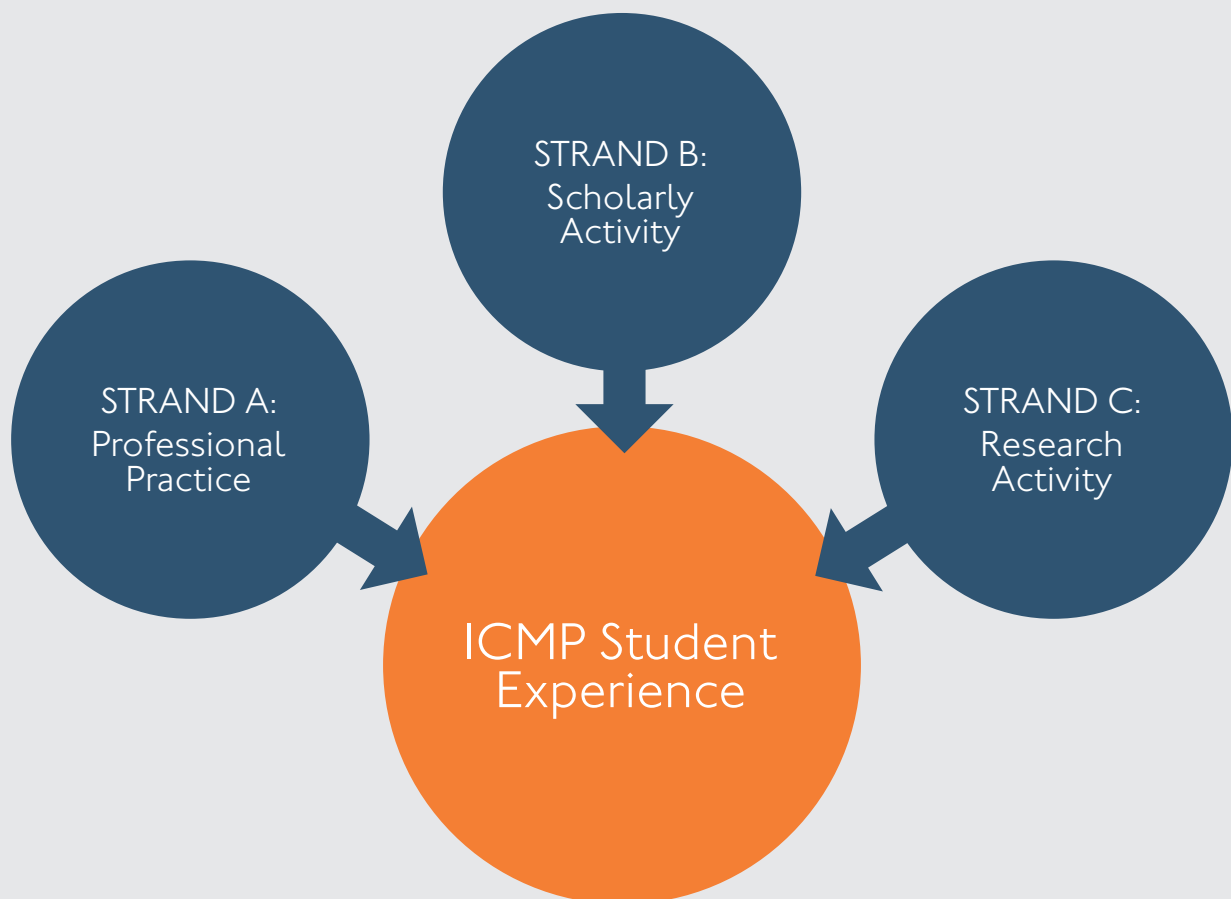 STRAND B:
Scholarly
Activity
STRAND A:
Professional
Practice
STRAND C:
Research
Activity
ICMP Student
Experience